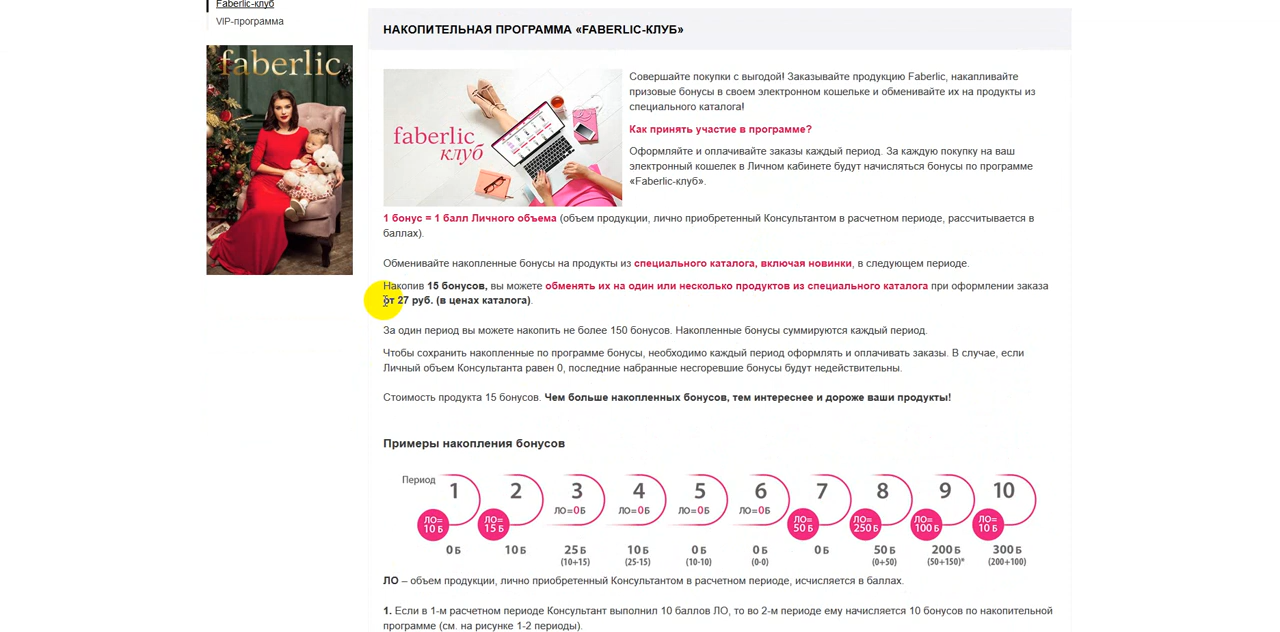 Faberlic-клуб
VIP-программа
faberlic
НАКОПИТЕЛЬНАЯ ПРОГРАММА «FABERLIC-КЛУБ»
faberlic
клуб
Совершайте покупки с выгодой! Заказывайте продукцию Faberlic, накапливайте
призовые бонусы в своем электронном кошельке и обменивайте их на продукты из
специального каталога!
Как принять участие в программе?
Оформляйте и оплачивайте заказы каждый период. За каждую покупку на ваш
электронный кошелек в Личном кабинете будут начисляться бонусы по программе
«Faberlic-клуб».
1 бонус = 1 балл Личного объема (объем продукции, лично приобретенный Консультантом в расчетном периоде, рассчитывается в
баллах).
Обменивайте накопленные бонусы на продукты из специального каталога, включая новинки, в следующем периоде.
Накопив 15 бонусов, вы можете обменять их на один или несколько продуктов из специального каталога при оформлении заказа
от 27 руб. (в ценах каталога).
За один период вы можете накопить не более 150 бонусов. Накопленные бонусы суммируются каждый период.
Чтобы сохранить накопленные по программе бонусы, необходимо каждый период оформлять и оплачивать заказы. В случае, если
Личный объем Консультанта равен 0, последние набранные несгоревшие бонусы будут недействительны.
Стоимость продукта 15 бонусов. Чем больше накопленных бонусов, тем интереснее и дороже ваши продукты!
Примеры накопления бонусов
Период 1 2 3 4 5 6 7 8 9 10
ЛО=0Б ЛО=0Б ЛО=0Б ЛО=0Б
ЛО= ЛО= ЛО= ЛО= ЛО= ЛО=
10 Б 15 Б 50 Б 250 Б 100 Б 10 Б
0 Б 10 Б 25 Б 10 Б 0 Б 0 Б 0 Б 50 Б 200 Б 300 Б
(10+15) (25-15) (10-10) (0-0) (0+50) (50+150)* (200+100)
ЛО – объем продукции, лично приобретенный Консультантом в расчетном периоде, исчисляется в баллах.
1. Если в 1-м расчетном периоде Консультант выполнил 10 баллов ЛО, то во 2-м периоде ему начисляется 10 бонусов по накопительной
программе (см. на рисунке 1-2 периоды).